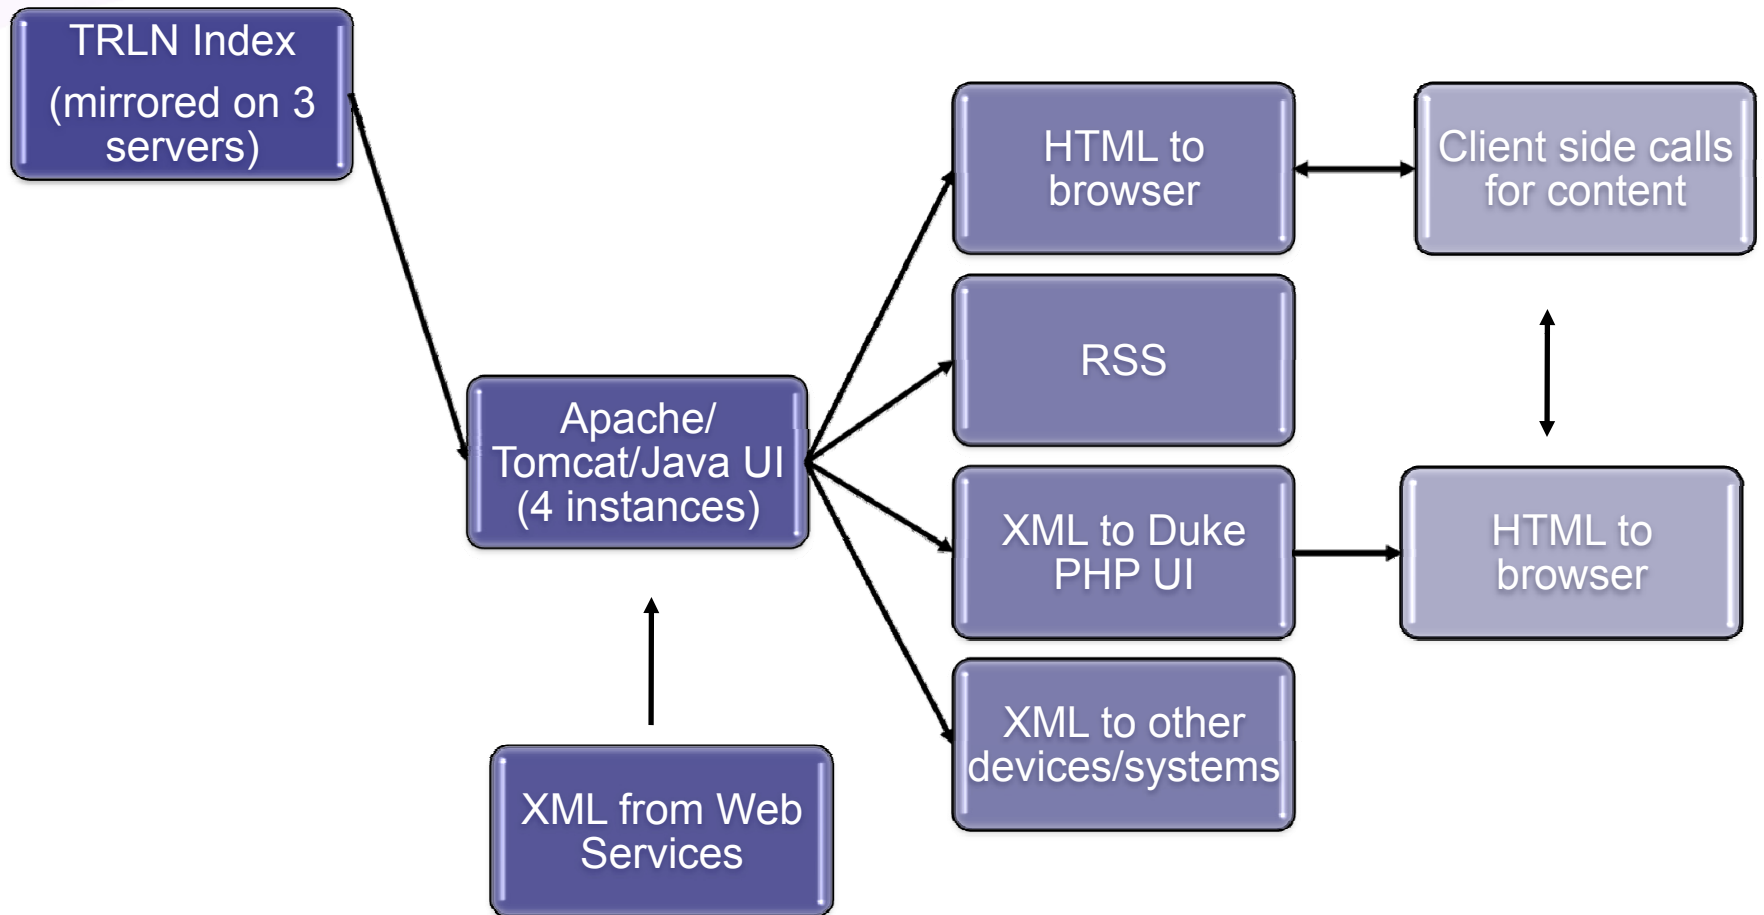 TRLN Index
(mirrored on 3
servers)
Apache/
Tomcat/Java UI
(4 instances)
XML from Web
Services
HTML to
browser
RSS
XML to Duke
PHP UI
XML to other
devices/systems
Client side calls
for content
HTML to
browser